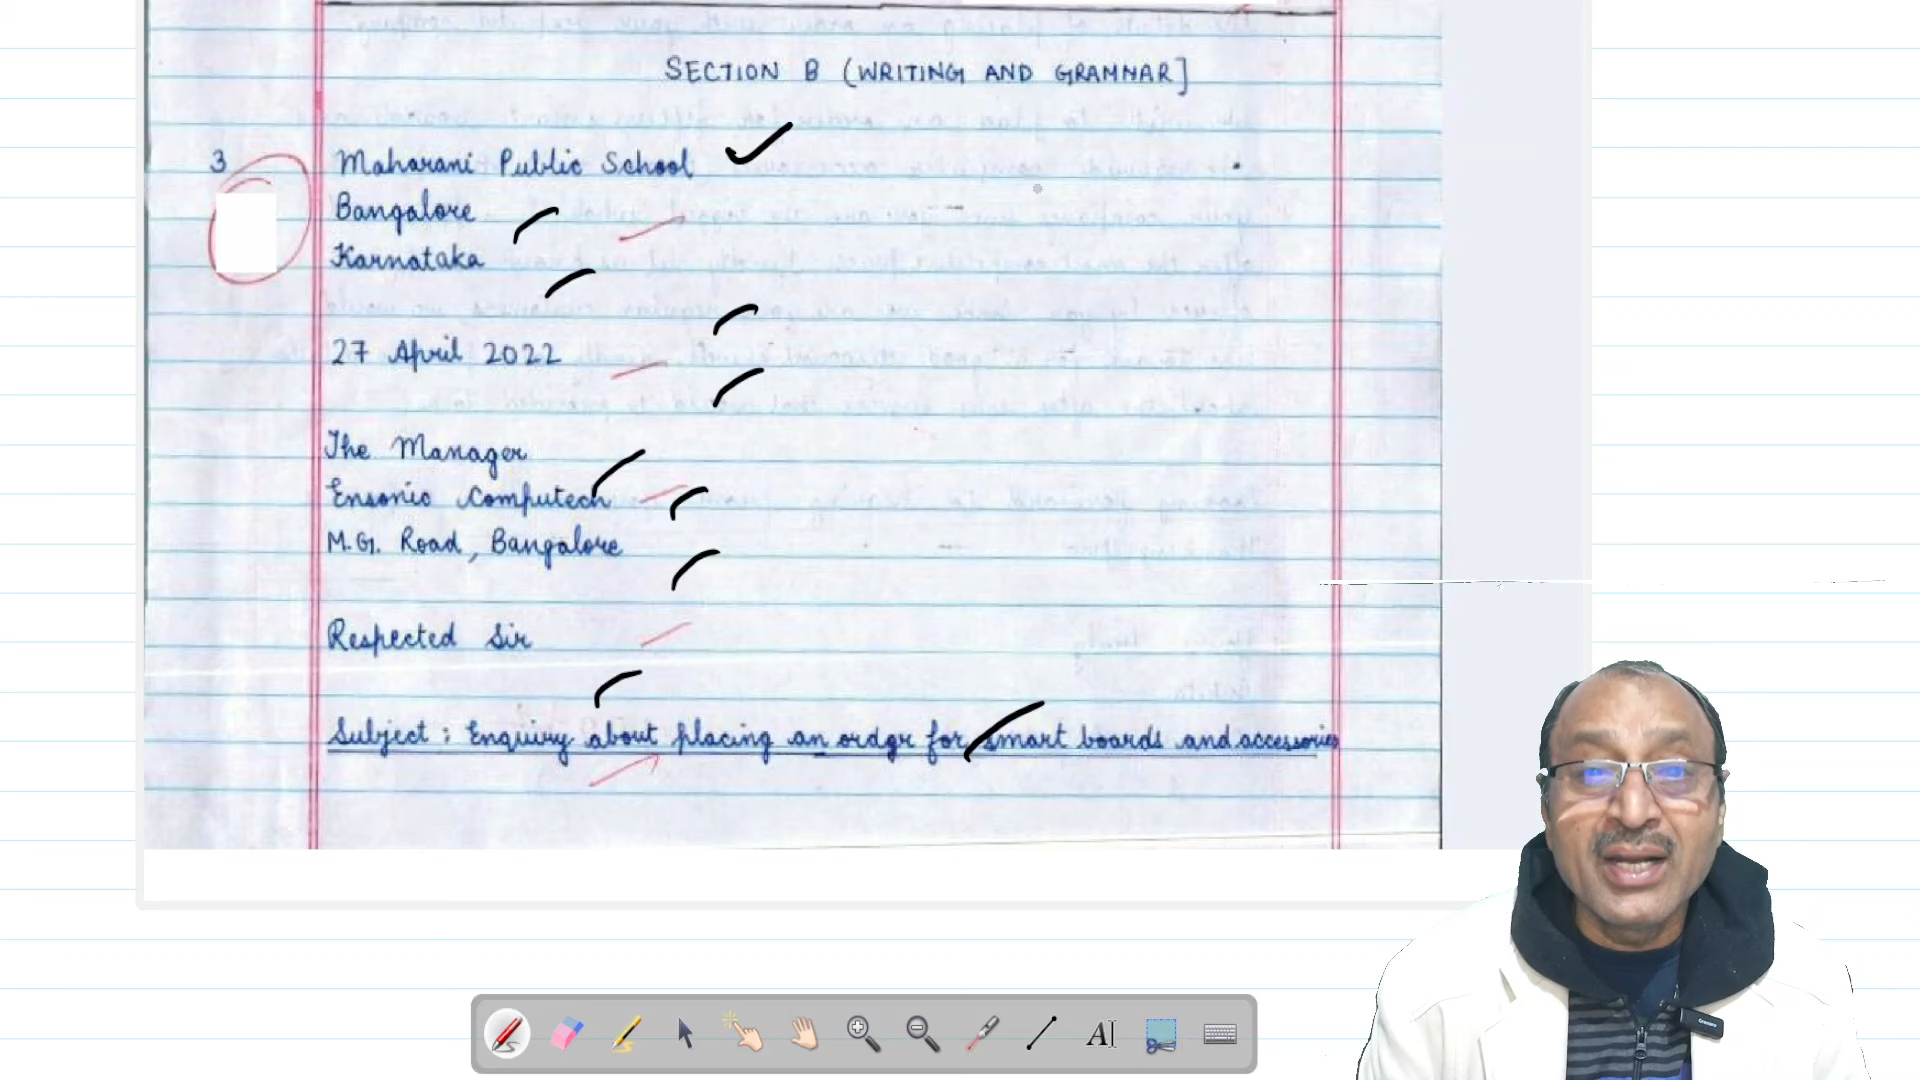 SECTION B (WRITING AND GRAMMAR]
3
Maharani Public School
Bangalore
Karnataka
27 April 2022
The Manager
Ensonic Computech
M.G. Road, Bangalore
Respected Sir
Subject : Enquiry about placing an order for smart boards and accessories